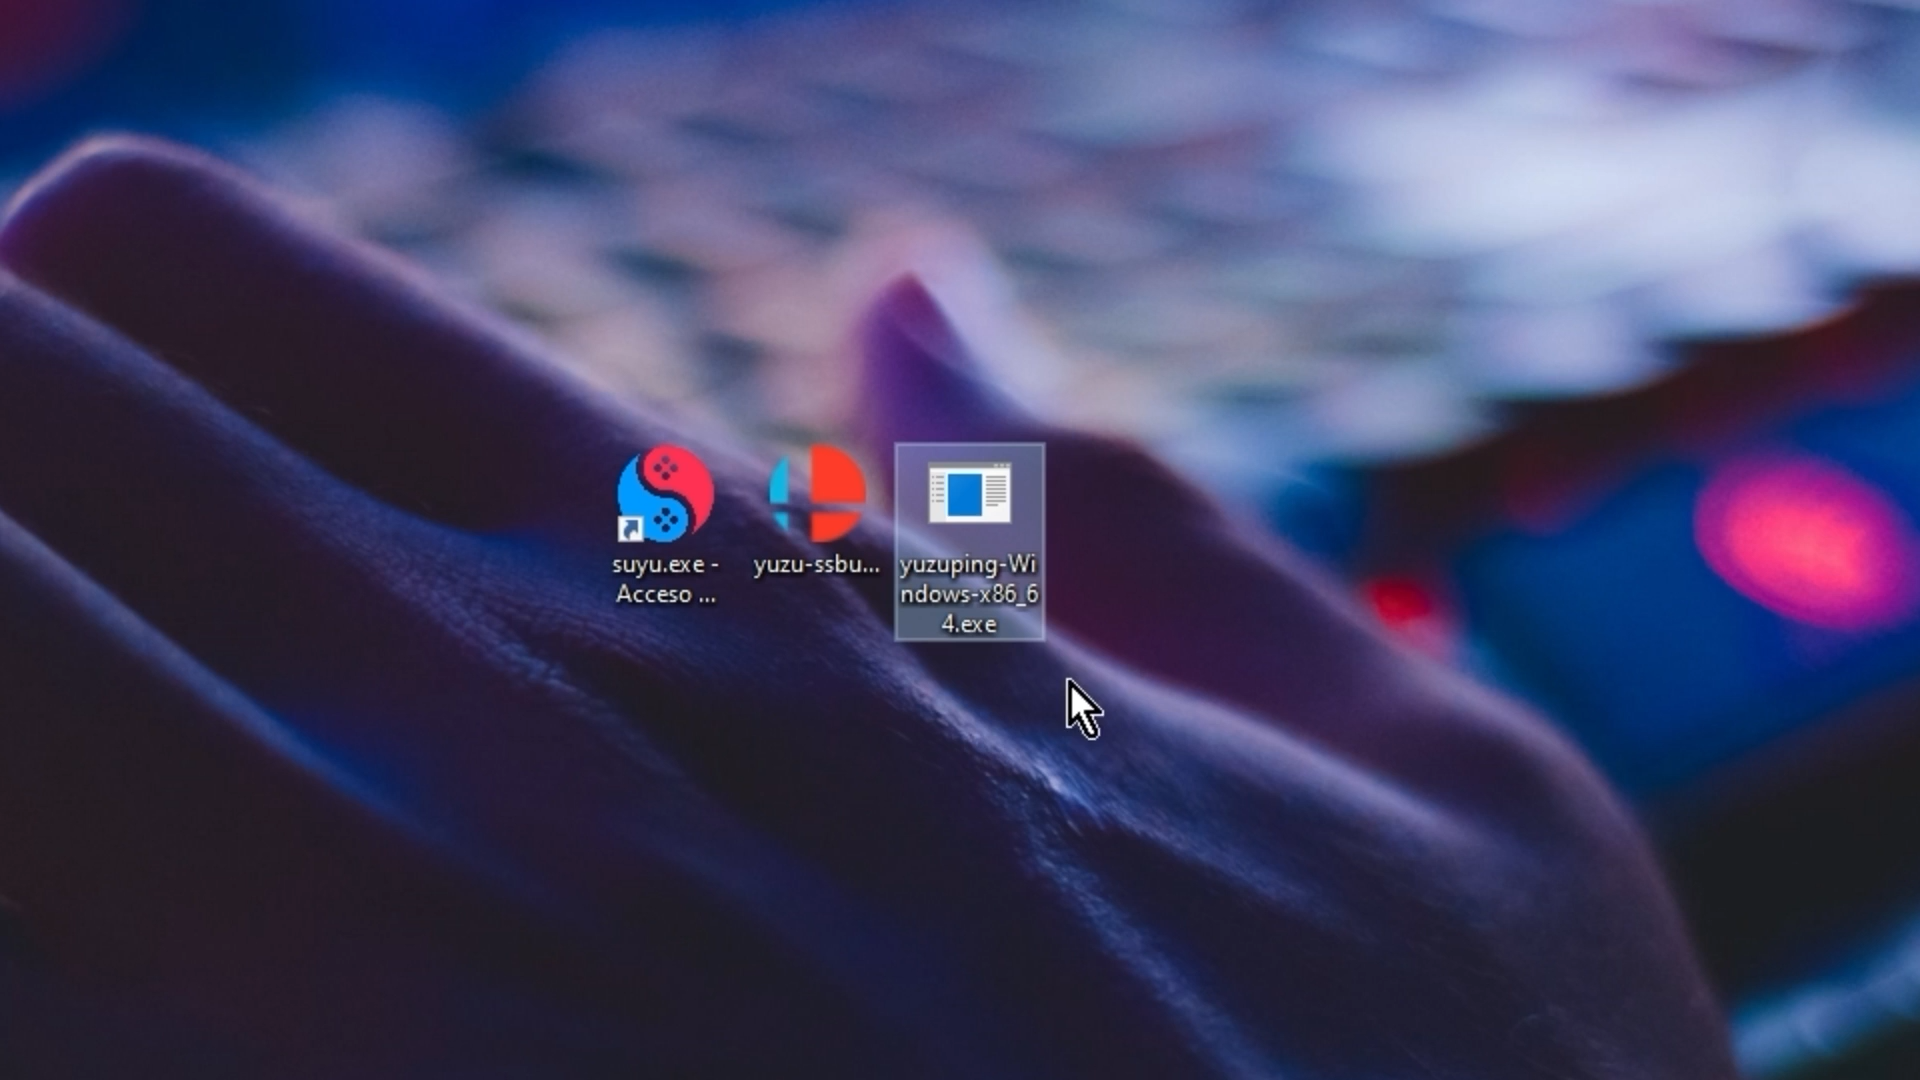 suyu.exe -
Acceso ...
yuzu-ssbu...
yuzuping-Wi
ndows-x86_6
4.exe